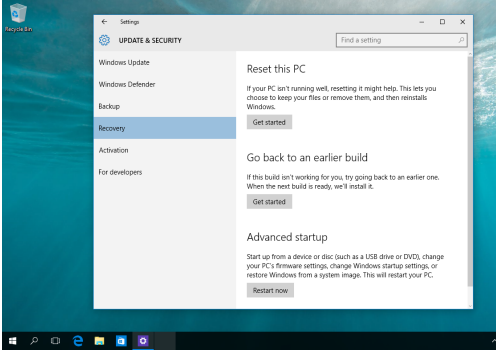 Recycle Bin
Settings
UPDATE & SECURITY
Find a setting
Windows Update
Windows Defender
Backup
Recovery
Activation
For developers
Reset this PC
If your PC isn't running well, resetting it might help. This lets you
choose to keep your files or remove them, and then reinstalls
Windows.
Get started
Go back to an earlier build
If this build isn't working for you, try going back to an earlier one.
When the next build is ready, we'll install it.
Get started
Advanced startup
Start up from a device or disc (such as a USB drive or DVD), change
your PC's firmware settings, change Windows startup settings, or
restore Windows from a system image. This will restart your PC.
Restart now